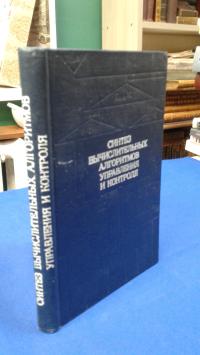 СИНТЕЗ
ВЫЧИСЛИТЕЛЬНЫХ
АЛГОРИТМОВ
УПРАВЛЕНИЯ
И КОНТРОЛЯ
СИНТЕЗ ВЫЧИСЛИТЕЛЬНЫХ АЛГОРИТМОВ
УПРАВЛЕНИЯ И КОНТРОЛЯ